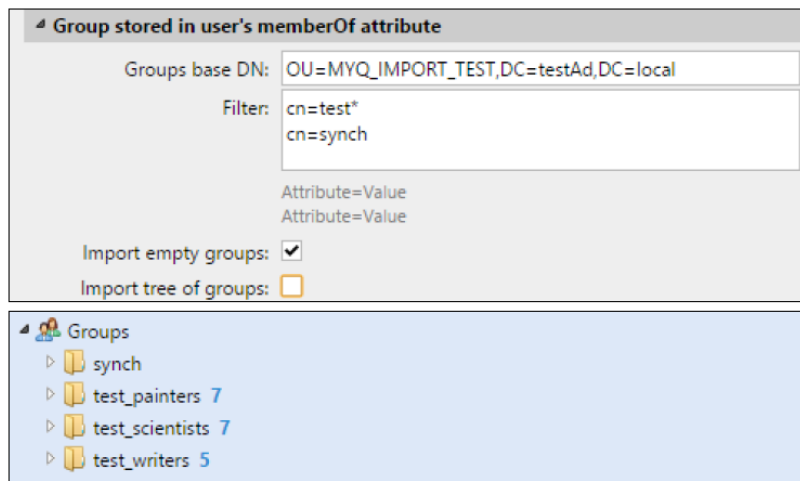 Group stored in user's memberOf attribute
Groups base DN: OU=MYQ_IMPORT_TEST,DC=testAd,DC=local
Filter: cn=test*
cn=synch
Attribute=Value
Attribute=Value
Import empty groups:
Import tree of groups:
Groups
synch
test_painters 7
test_scientists 7
test_writers 5